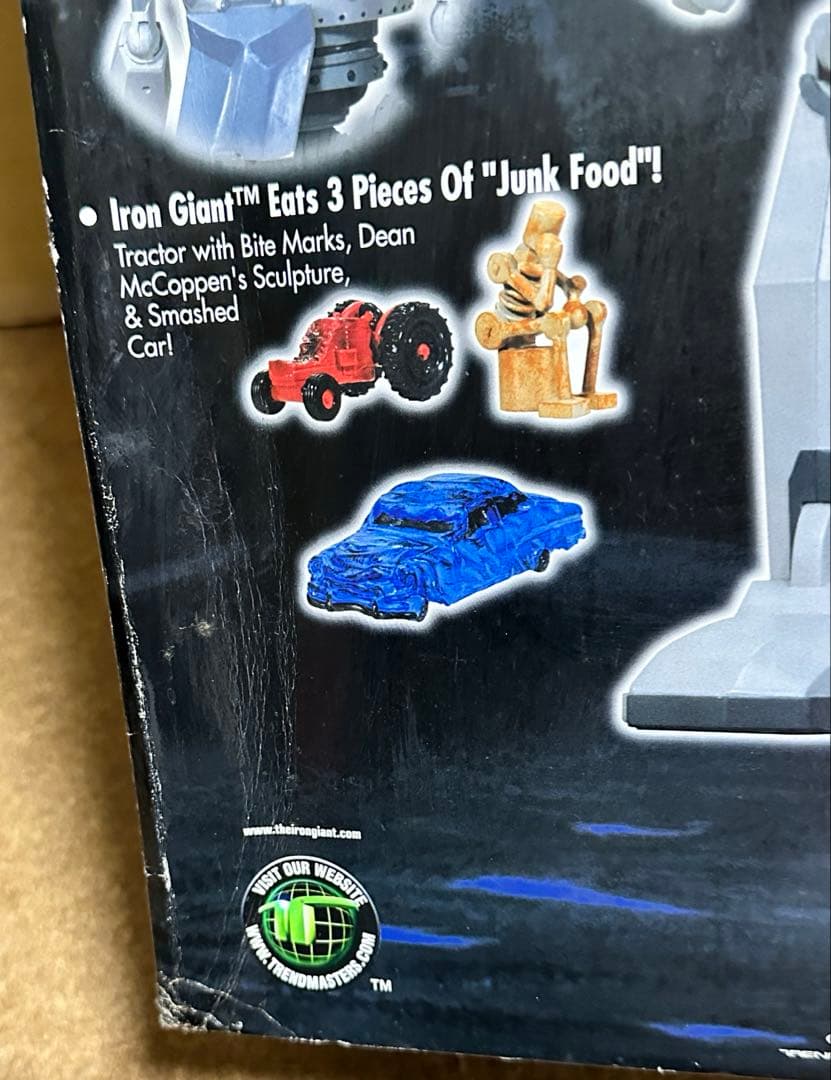 • Iron Giant™ Eats 3 Pieces Of "Junk Food"!
Tractor with Bite Marks, Dean
McCoppen's Sculpture,
& Smashed
Car!
www.theirongiant.com
VISIT OUR WEBSITE
WWW.TRENDMASTERS.COM
TM